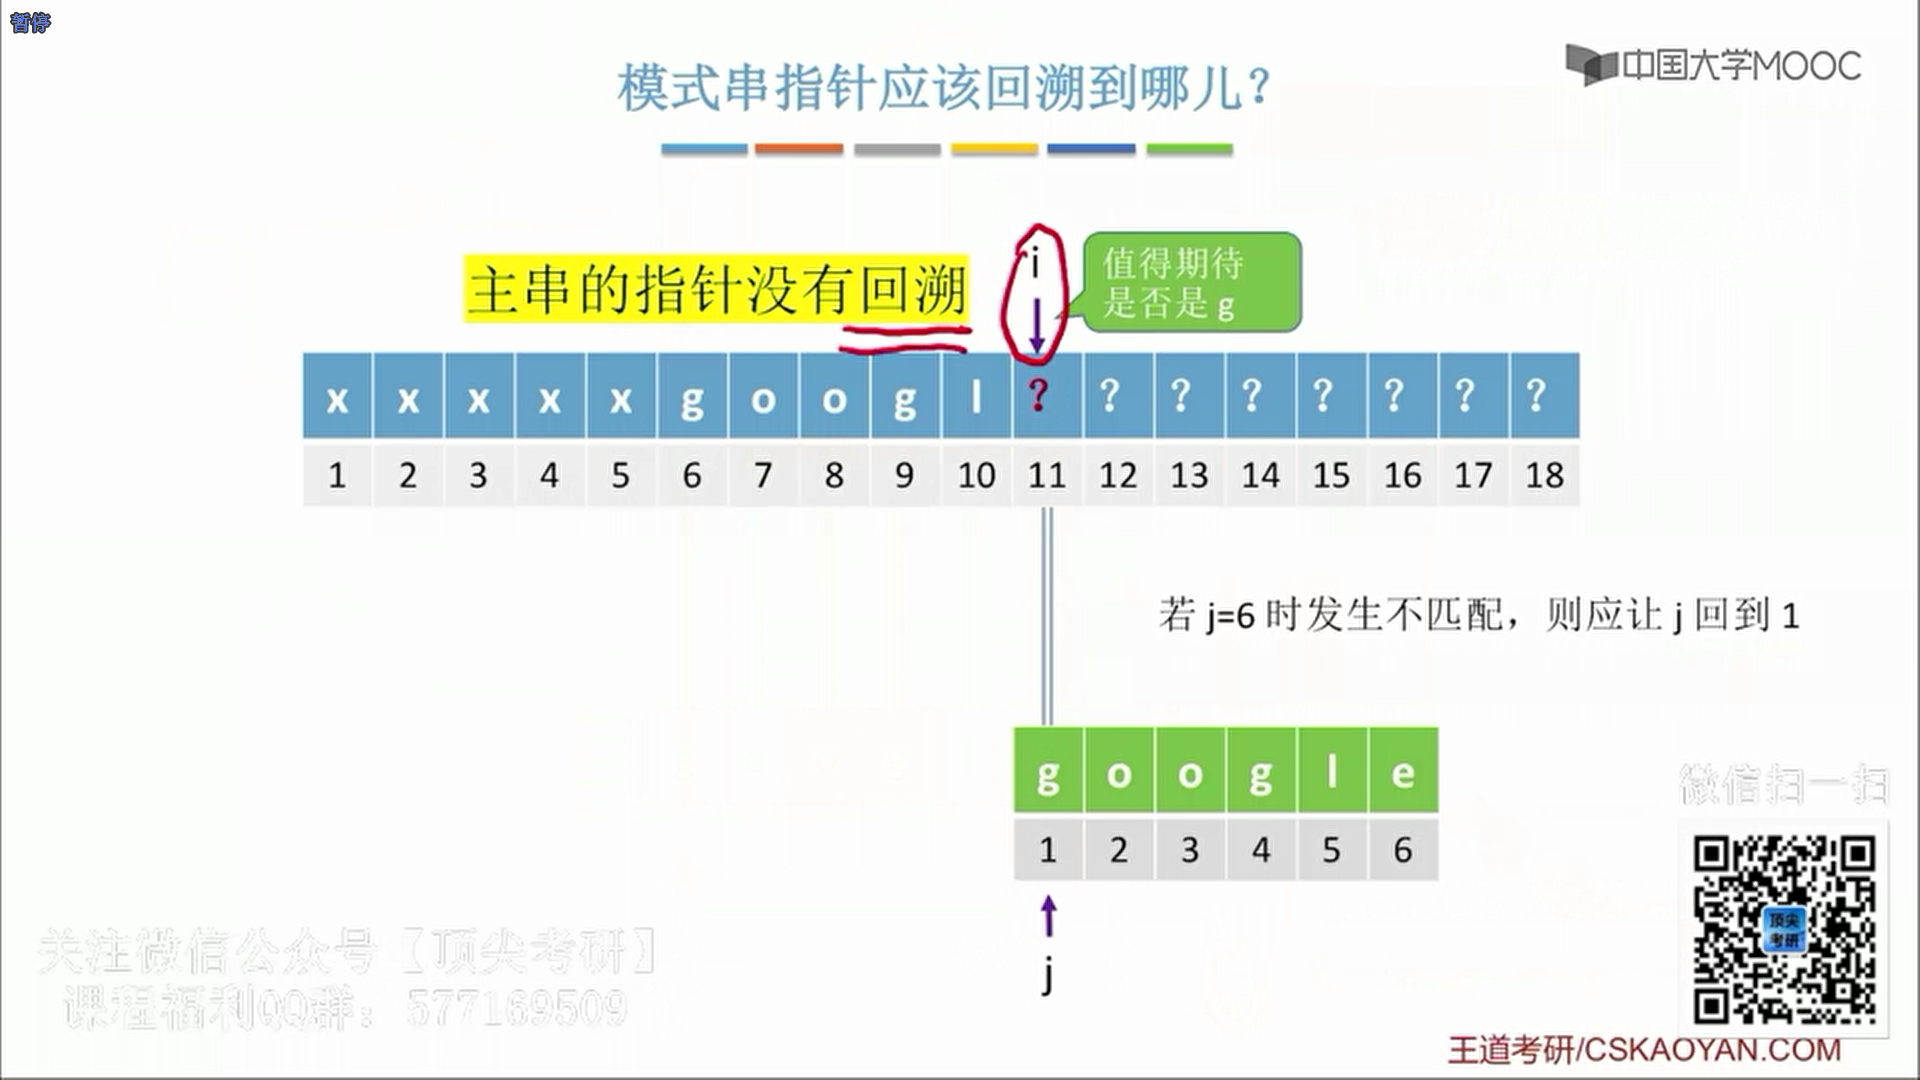 暂停
中国大学MOOC
模式串指针应该回溯到哪儿？
主串的指针没有回溯
i
值得期待
是否是 g
x x x x x g o o g l ? ? ? ? ? ? ? ?
1 2 3 4 5 6 7 8 9 10 11 12 13 14 15 16 17 18
若 j=6 时发生不匹配，则应让 j 回到 1
g o o g l e
1 2 3 4 5 6
j
微信扫一扫
顶尖
考研
关注微信公众号【顶尖考研】
课程福利QQ群：577169509
王道考研/CSKAOYAN.COM